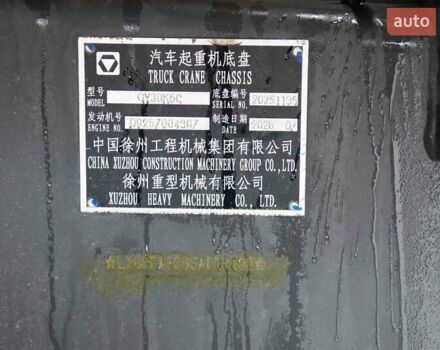 auto
汽车起重机底盘
TRUCK CRANE CHASSIS
型号 底盘编号
MODEL QY30K5C SERIAL NO.
发动机号 制造日期
ENGINE NO. DATE
中国徐州工程机械集团有限公司
CHINA XUZHOU CONSTRUCTION MACHINERY GROUP CO.,LTD.
徐州重型机械有限公司
XUZHOU HEAVY MACHINERY CO., LTD.